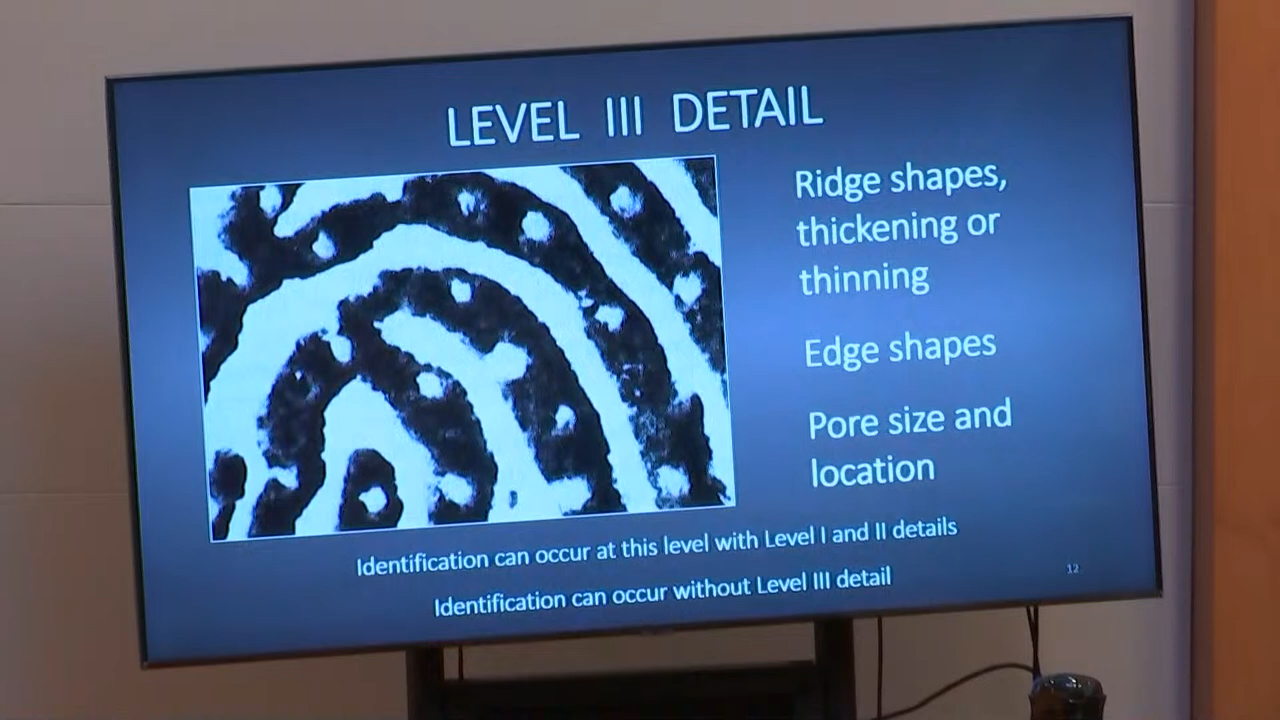 LEVEL III DETAIL
Ridge shapes,
thickening or
thinning
Edge shapes
Pore size and
location
Identification can occur at this level with Level I and II details
Identification can occur without Level III detail
12